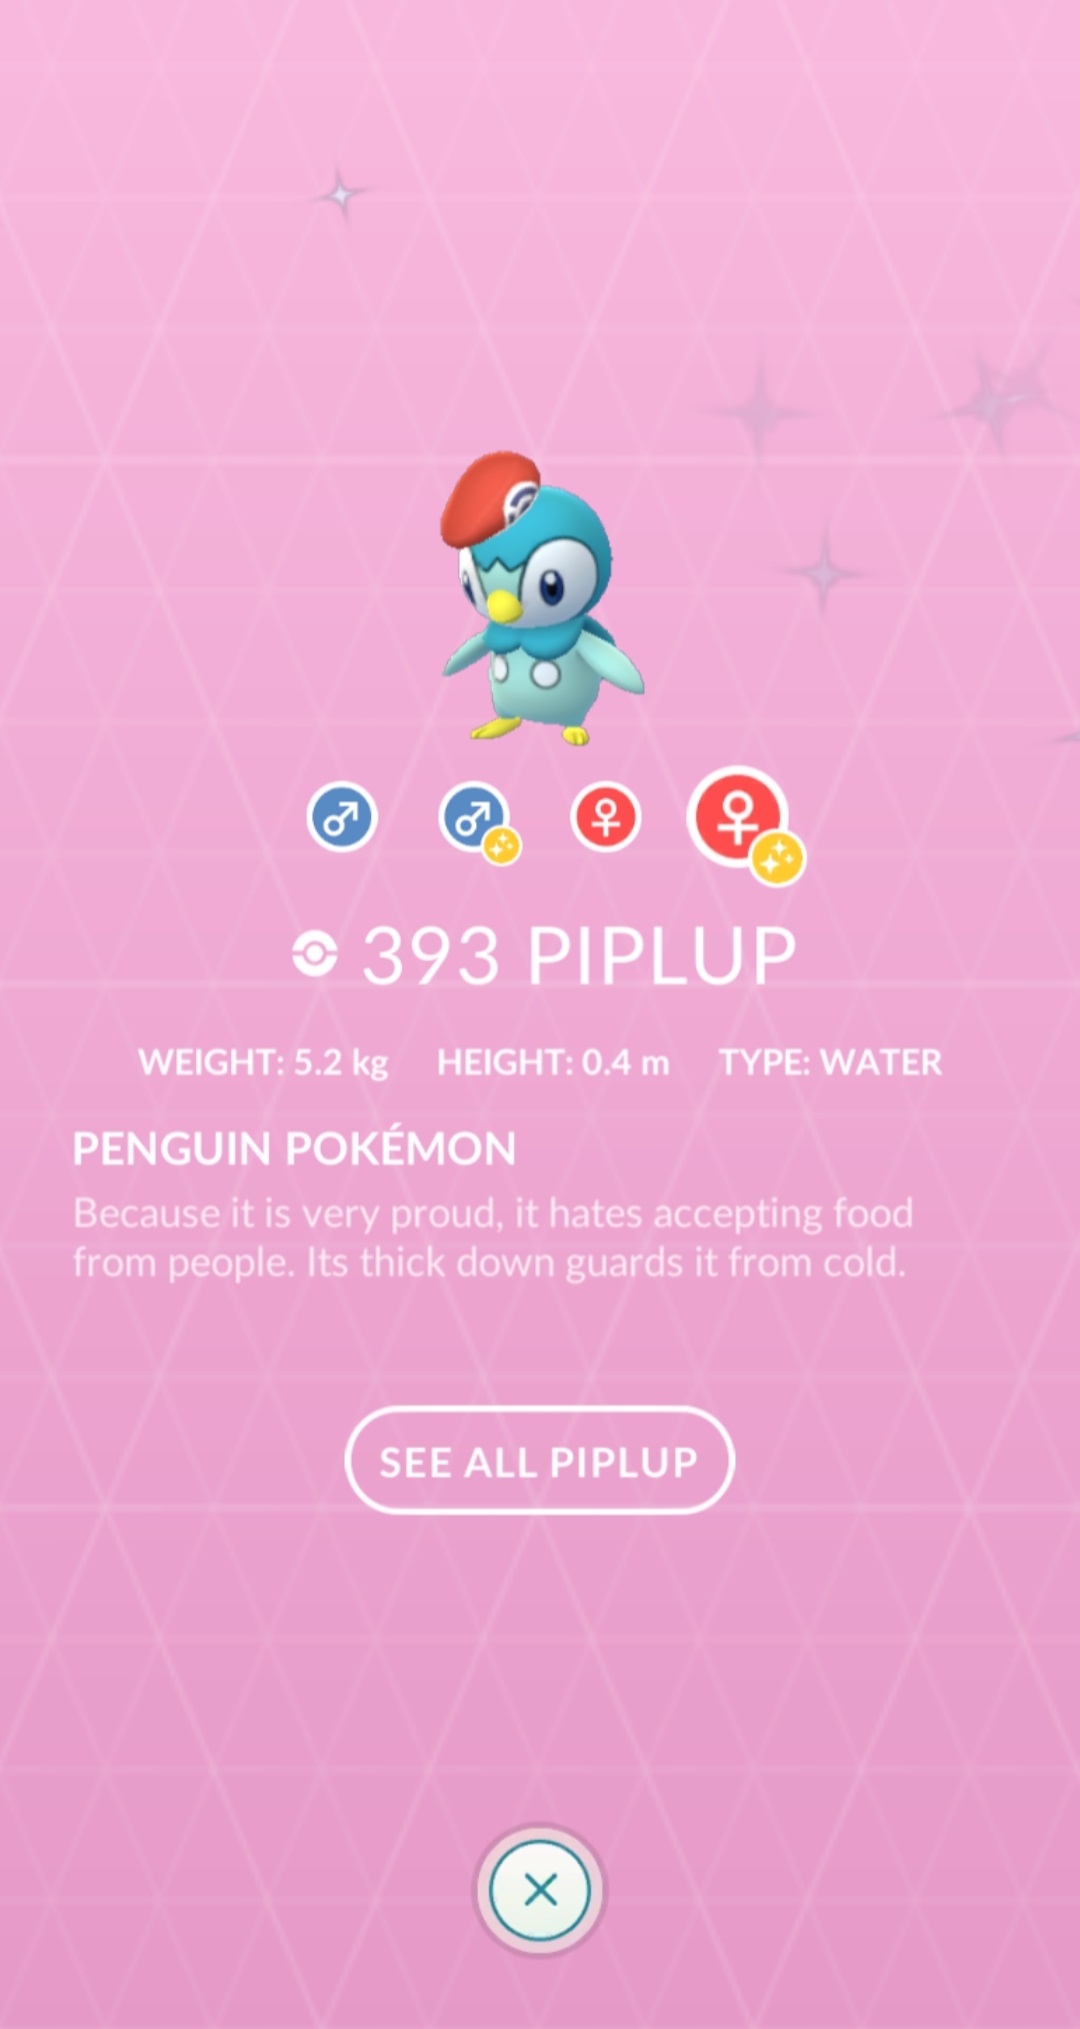 393 PIPLUP
WEIGHT: 5.2 kg HEIGHT: 0.4 m TYPE: WATER
PENGUIN POKÉMON
Because it is very proud, it hates accepting food
from people. Its thick down guards it from cold.
SEE ALL PIPLUP